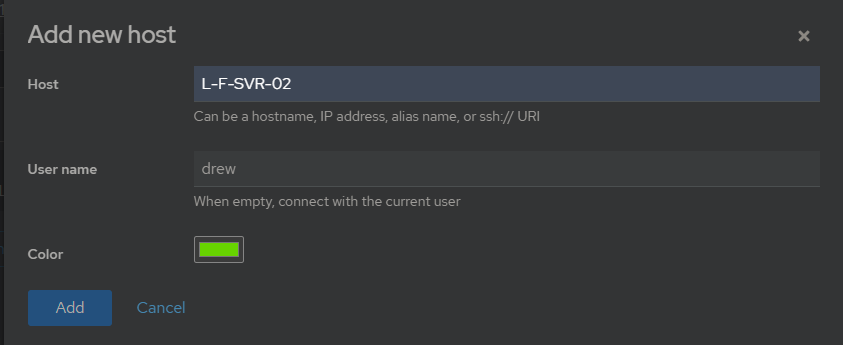 Add new host
Host
L-F-SVR-02
Can be a hostname, IP address, alias name, or ssh:// URI
User name
drew
When empty, connect with the current user
Color
Add
Cancel